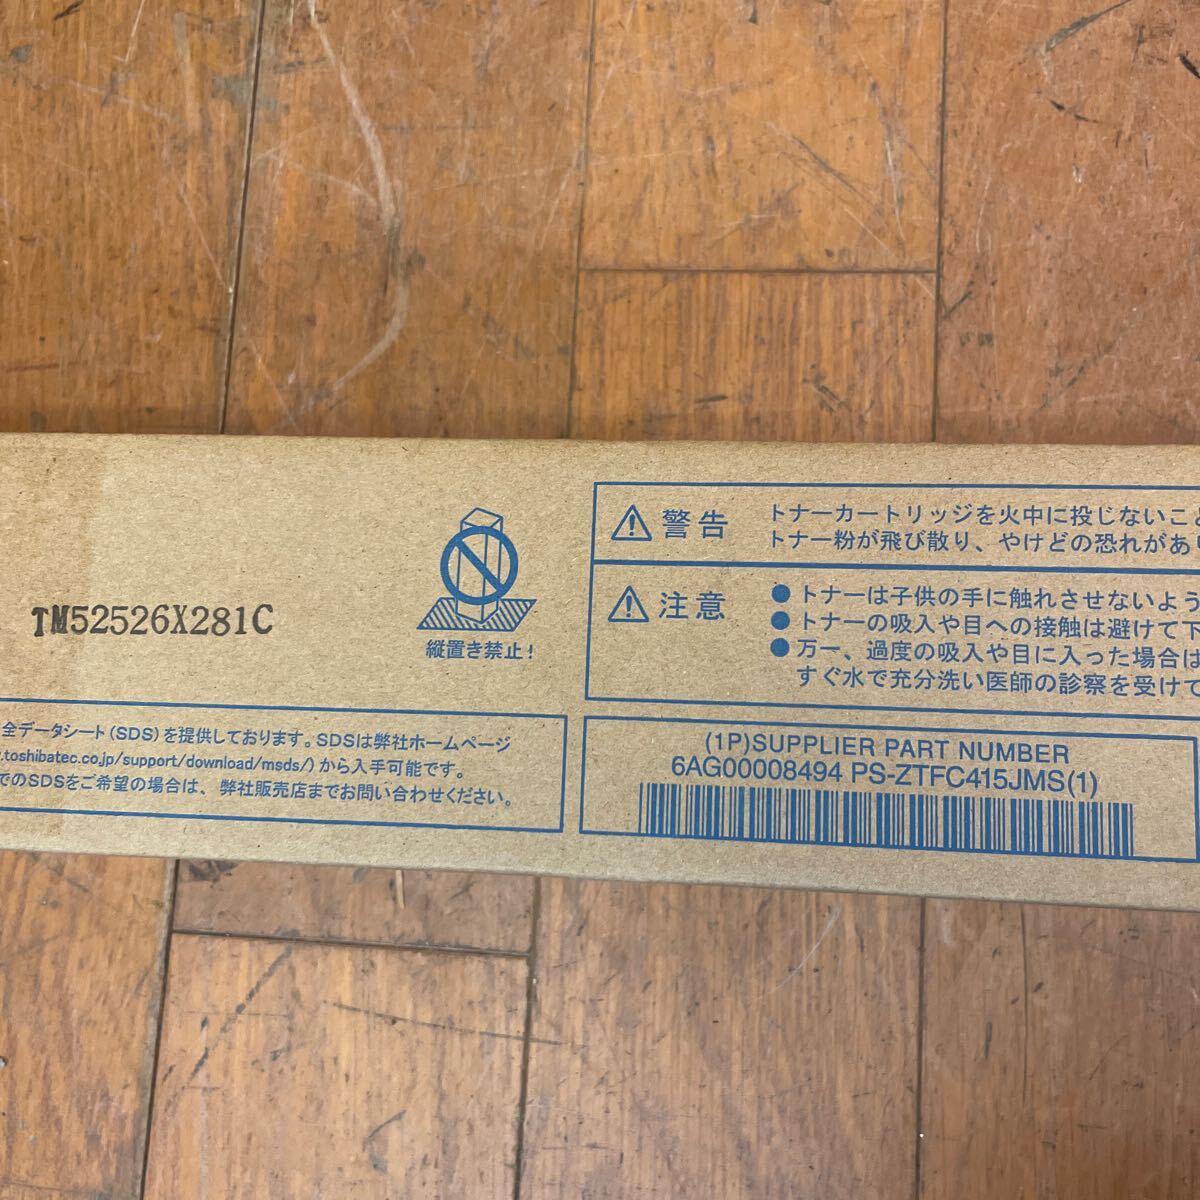 TM52526X281C
縦置き禁止!
警告
トナーカートリッジを火中に投じないこ
トナー粉が飛び散り、やけどの恐れがあり
注意
● トナーは子供の手に触れさせないよう
● トナーの吸入や目への接触は避けて下
● 万一、過度の吸入や目に入った場合は
すぐ水で充分洗い医師の診察を受けて
全データシート(SDS)を提供しております。SDSは弊社ホームページ
.toshibatec.co.jp/support/download/msds/)から入手可能です。
でのSDSをご希望の場合は、弊社販売店までお問い合わせください。
(1P)SUPPLIER PART NUMBER
6AG00008494 PS-ZTFC415JMS(1)